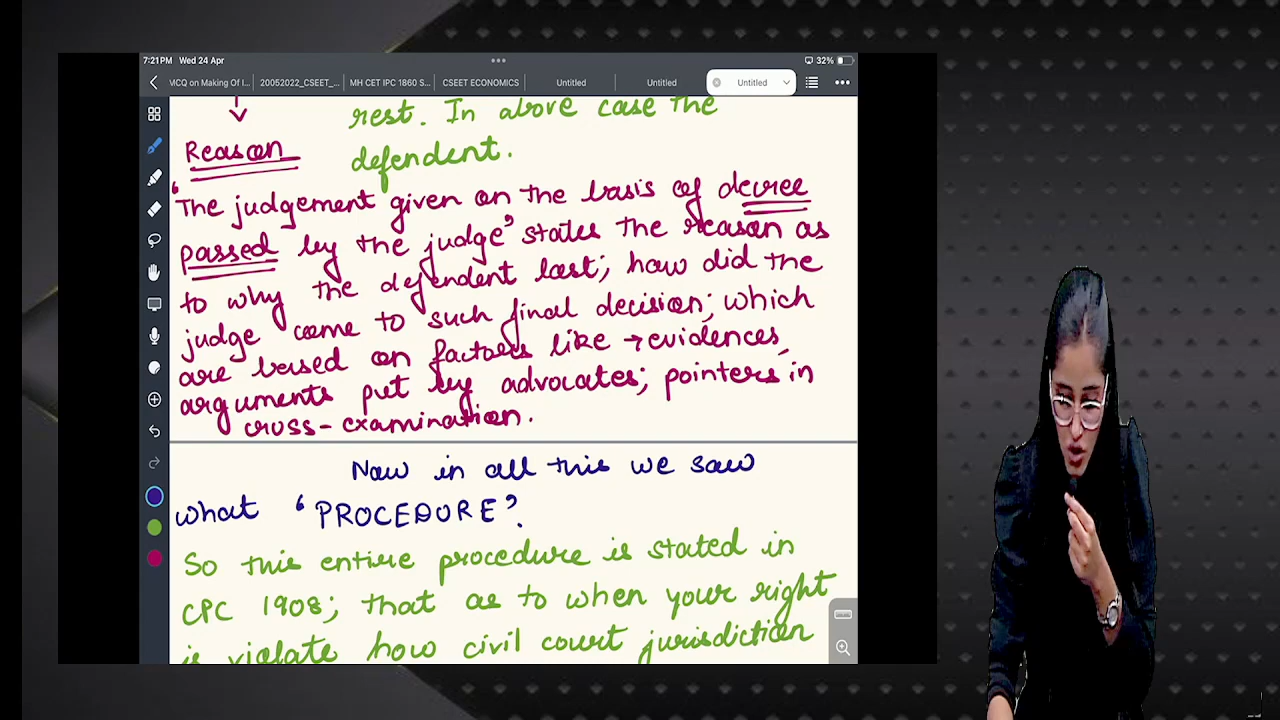 7:21 PM Wed 24 Apr
32%
MCQ on Making Of I...
20052022_CSEET_...
MH CET IPC 1860 S...
CSEET ECONOMICS
Untitled
Untitled
Untitled
rest. In above case the
defendent.
Reason
'The judgement given on the basis of decree
passed by the judge' states the reason as
to why the defendent lost; how did the
judge came to such final decision; which
are based on factors like → evidences,
arguments put by advocates; pointers in
cross-examination.
Now in all this we saw
what 'PROCEDURE'.
So this entire procedure is stated in
CPC 1908; that as to when your right
is violate how civil court jurisdiction